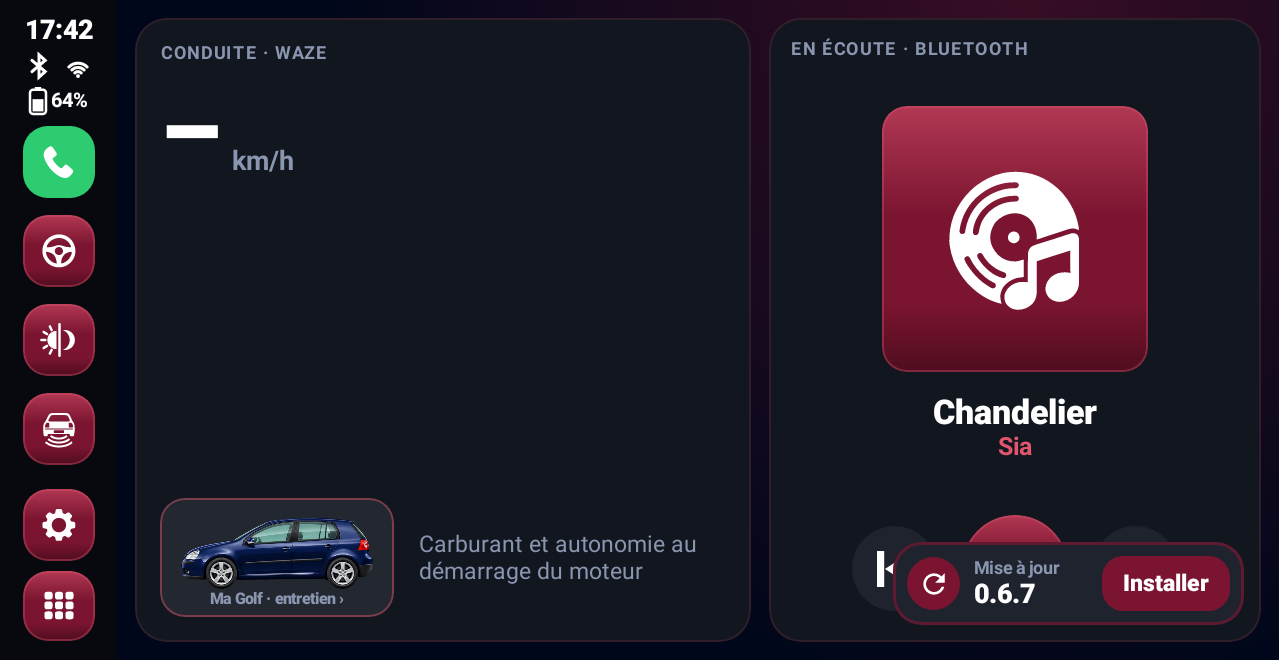 17:42
64%
CONDUITE · WAZE
km/h
Ma Golf · entretien ›
Carburant et autonomie au
démarrage du moteur
EN ÉCOUTE · BLUETOOTH
Chandelier
Sia
Mise à jour
0.6.7
Installer